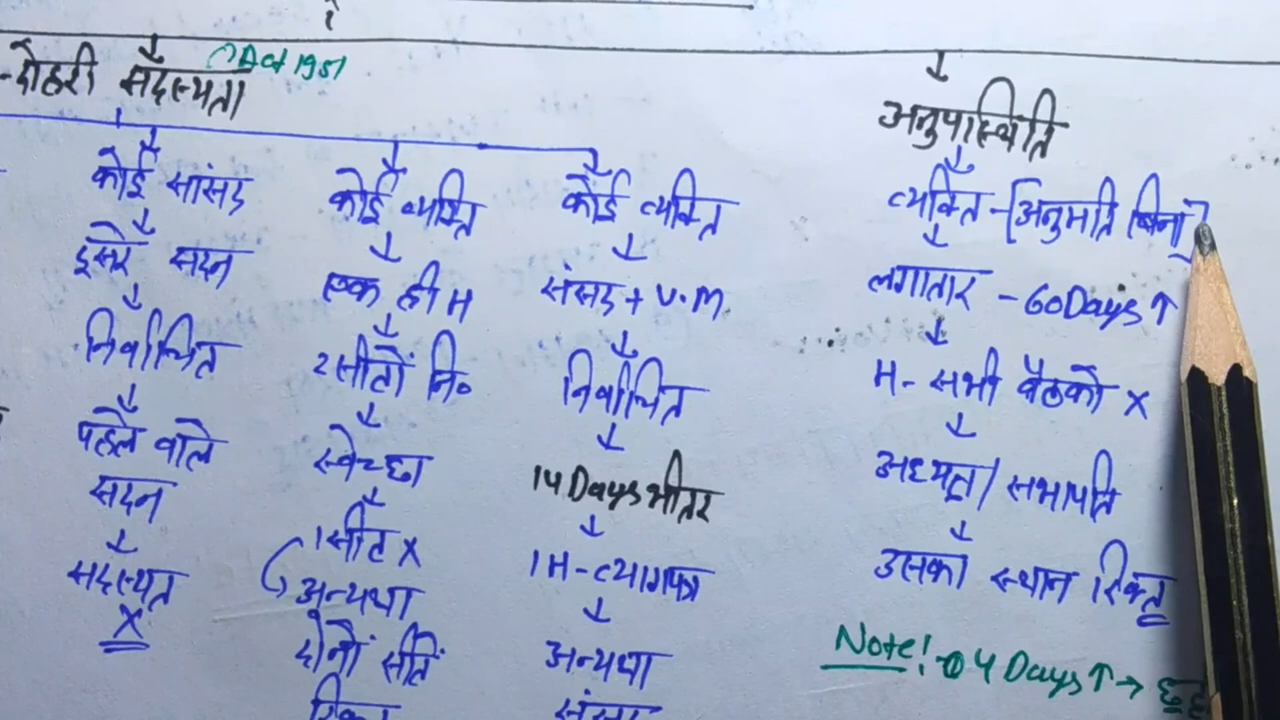 दोहरी सदस्यता
Act 1951
कोई सांसद
दूसरे सदन
निर्वाचित
पहले वाले
सदन
सदस्यत
X
कोई व्यक्ति
एक ही H
2 सीटों नि०
स्वेच्छा
1 सीट X
अन्यथा
दोनों सीतें
कोई व्यक्ति
संसद + V.M
निर्वाचित
14 Days भीतर
1 H - त्यागपत्र
अन्यथा
अनुपस्थिति
व्यक्ति - [अनुमति बिना]
लगातार - 60 Days ↑
H - सभी बैठको X
अध्यक्ष / सभापति
उसका स्थान रिक्त
Note! - 4 Days ↑ →